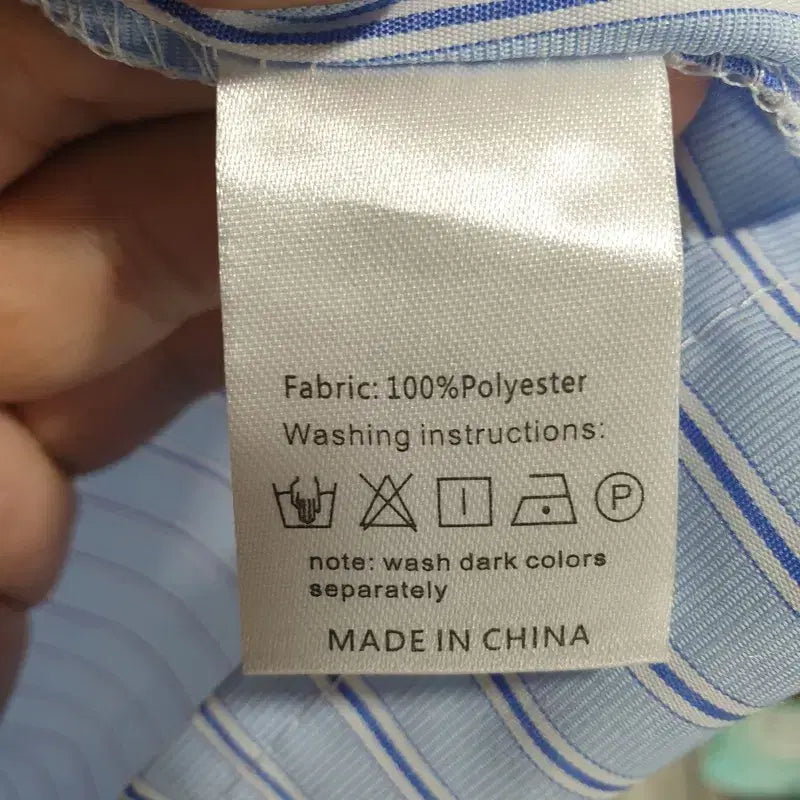 Fabric: 100%Polyester
Washing instructions:
P
note: wash dark colors
separately
MADE IN CHINA